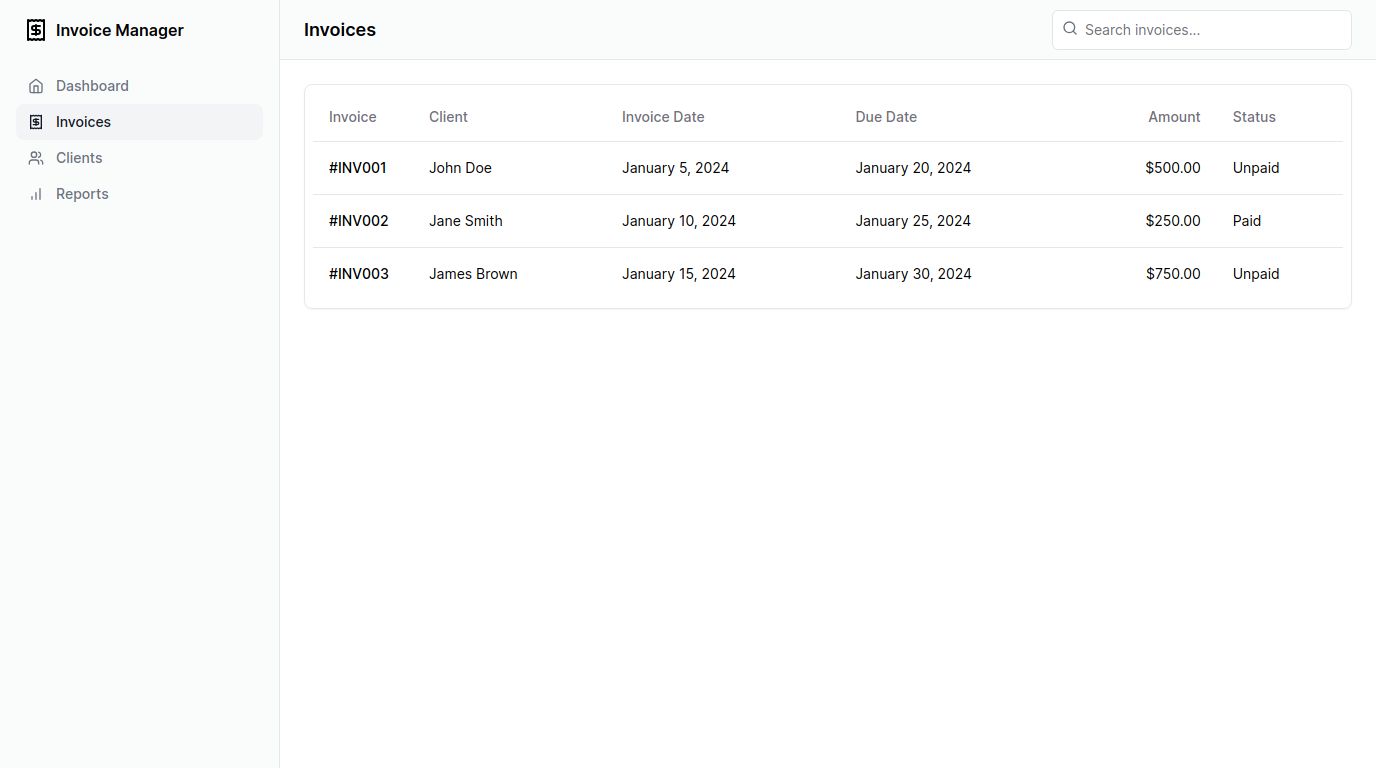 Invoice Manager
Dashboard
Invoices
Clients
Reports
Invoices
Search invoices...
Invoice Client Invoice Date Due Date Amount Status
#INV001 John Doe January 5, 2024 January 20, 2024 $500.00 Unpaid
#INV002 Jane Smith January 10, 2024 January 25, 2024 $250.00 Paid
#INV003 James Brown January 15, 2024 January 30, 2024 $750.00 Unpaid